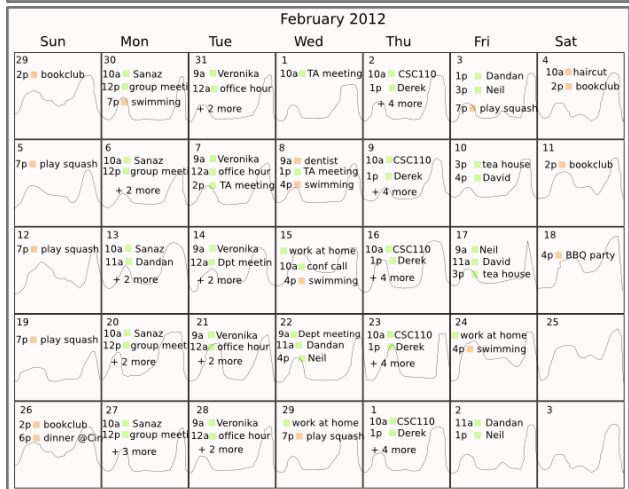 February 2012
Sun Mon Tue Wed Thu Fri Sat
29
2p bookclub
30
10a Sanaz
12p group meeti
7p swimming
31
9a Veronika
12a office hour
+ 2 more
1
10a TA meeting
2
10a CSC110
1p Derek
+ 4 more
3
1p Dandan
3p Neil
7p play squash
4
10a haircut
2p bookclub
5
7p play squash
6
10a Sanaz
12p group meeti
+ 2 more
7
9a Veronika
12a office hour
2p TA meeting
8
9a dentist
1p TA meeting
4p swimming
9
10a CSC110
1p Derek
+ 4 more
10
3p tea house
4p David
11
2p bookclub
12
7p play squash
13
10a Sanaz
11a Dandan
+ 2 more
14
9a Veronika
12a Dpt meetin
+ 2 more
15
work at home
10a conf call
4p swimming
16
10a CSC110
1p Derek
+ 4 more
17
9a Neil
11a David
3p tea house
18
4p BBQ party
19
7p play squash
20
10a Sanaz
12p group meeti
+ 2 more
21
9a Veronika
12a office hour
+ 2 more
22
9a Dept meeting
11a Dandan
4p Neil
23
10a CSC110
1p Derek
+ 4 more
24
work at home
4p swimming
25
26
2p bookclub
6p dinner @Cin
27
10a Sanaz
12p group meeti
+ 3 more
28
9a Veronika
12a office hour
+ 2 more
29
work at home
7p play squash
1
10a CSC110
1p Derek
+ 4 more
2
11a Dandan
1p Neil
3